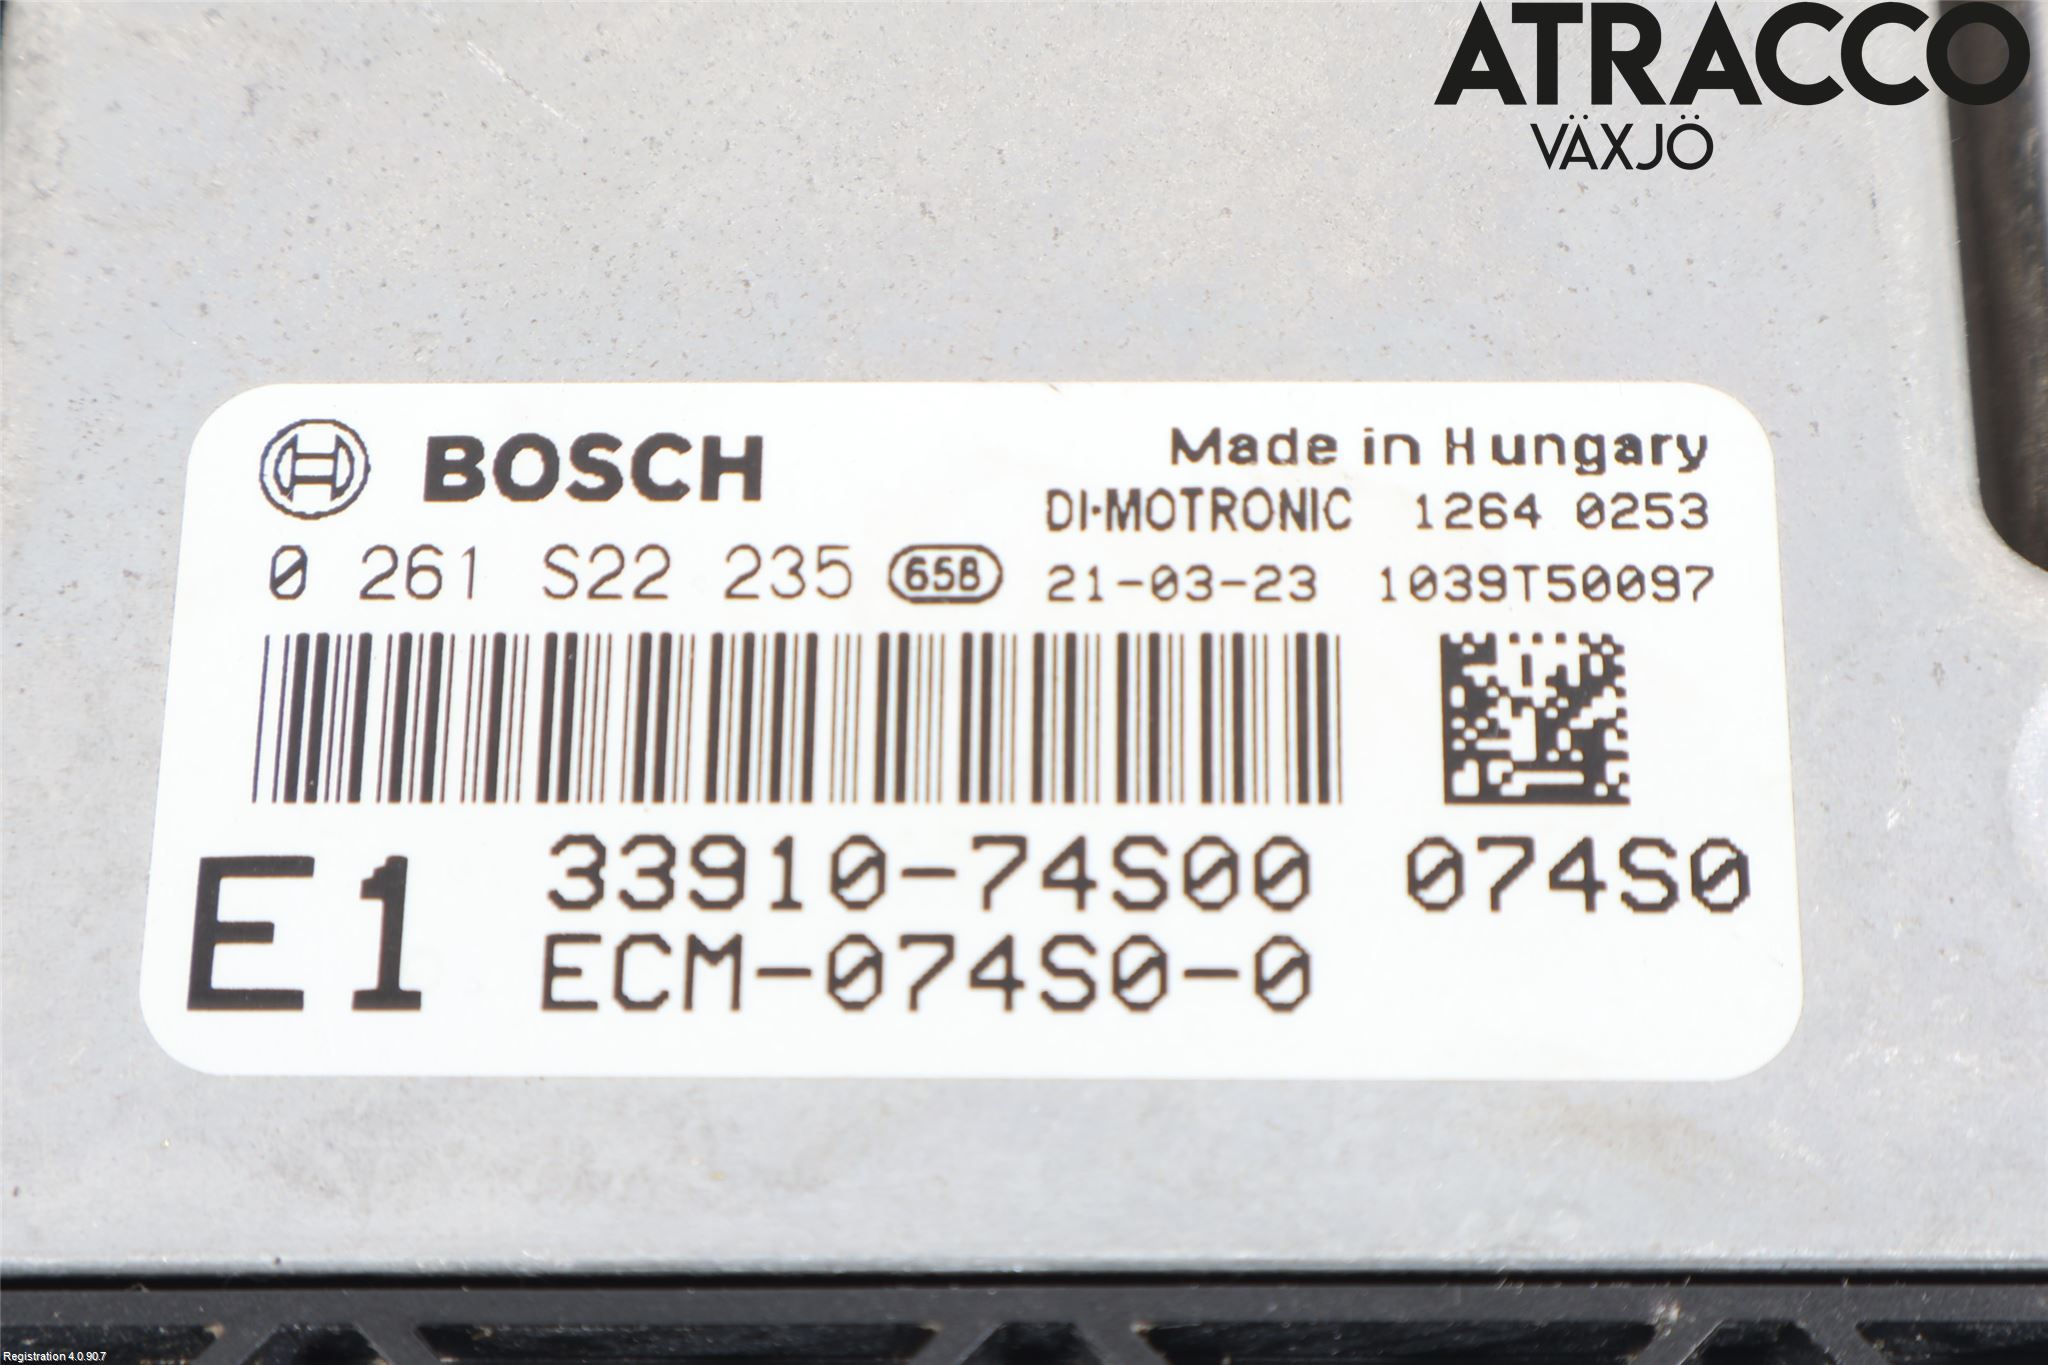 ATRACCO
VÄXJÖ
BOSCH
Made in Hungary
DI-MOTRONIC 1264 0253
0 261 S22 235 65B 21-03-23 1039T50097
E1
33910-74S00 074S0
ECM-074S0-0
Registration 4.0.90.7